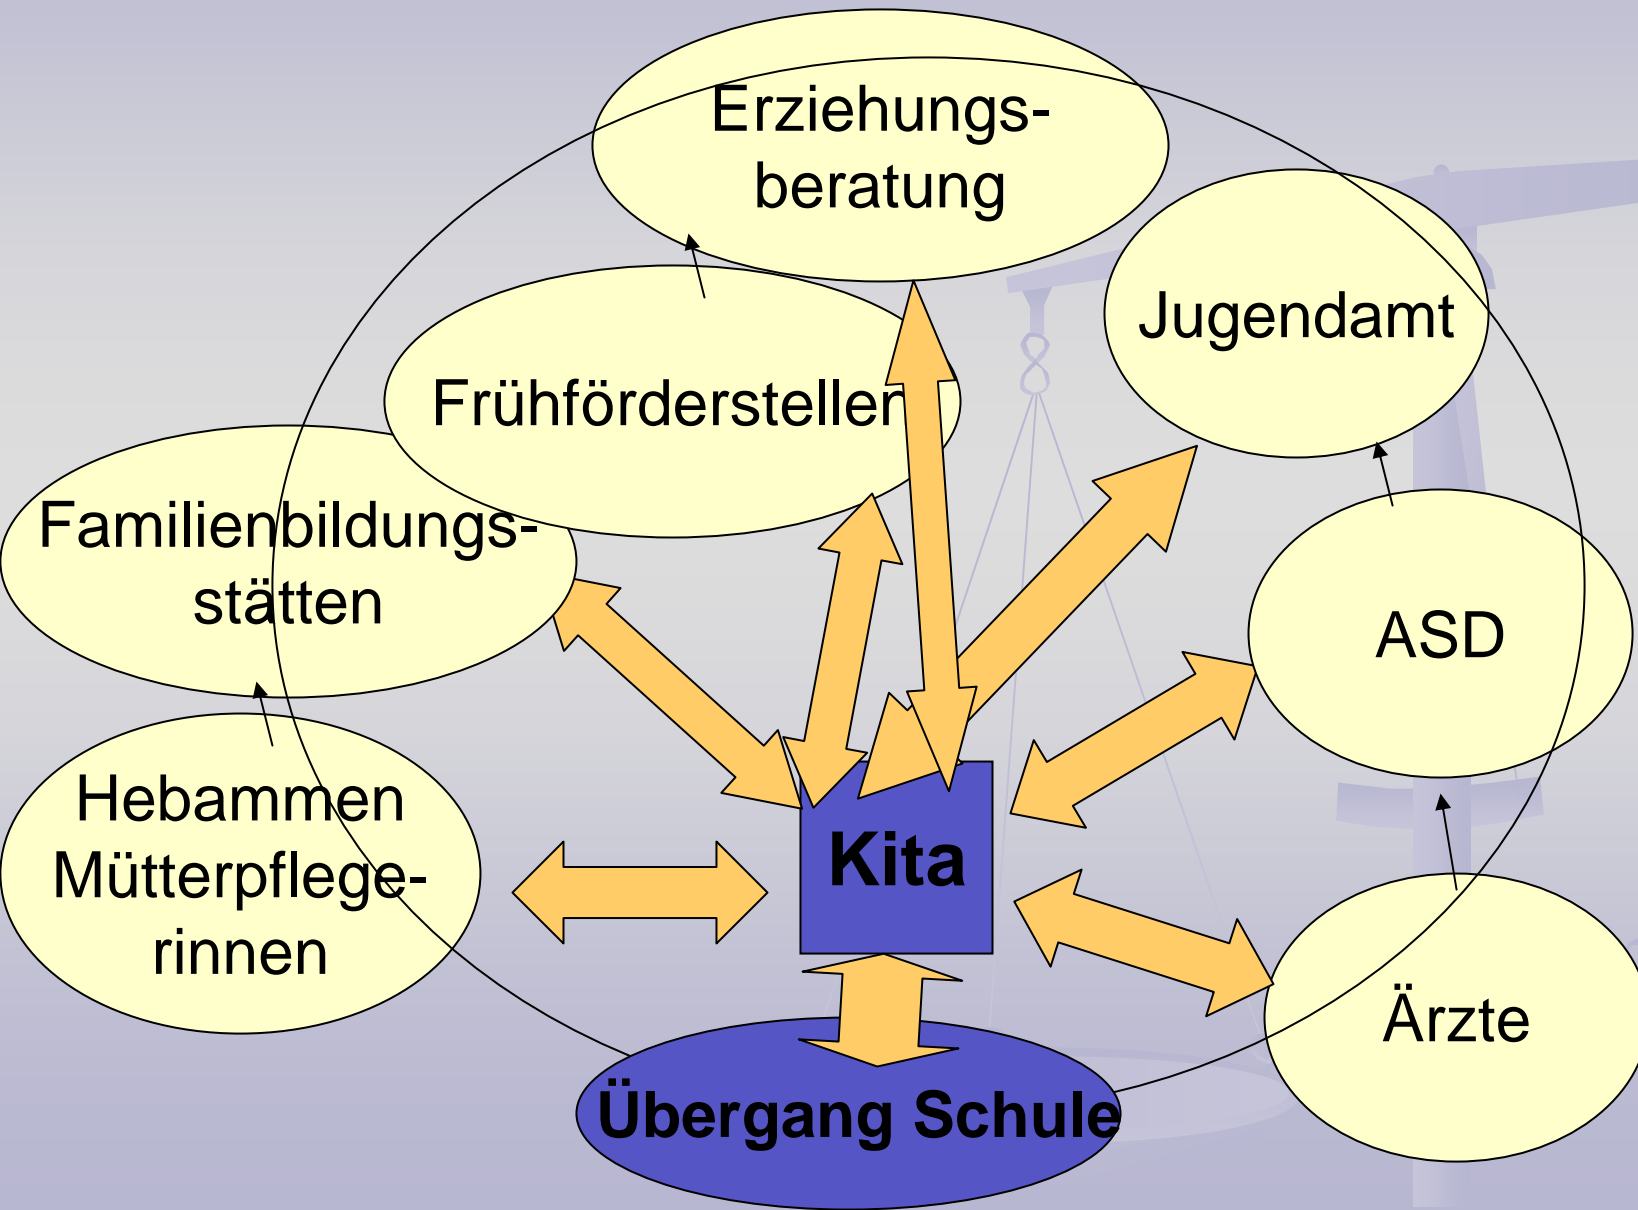 Erziehungs-
beratung
Jugendamt
Frühförderstellen
Familienbildungs-
stätten
ASD
Hebammen
Mütterpflege-
rinnen
Kita
Ärzte
Übergang Schule